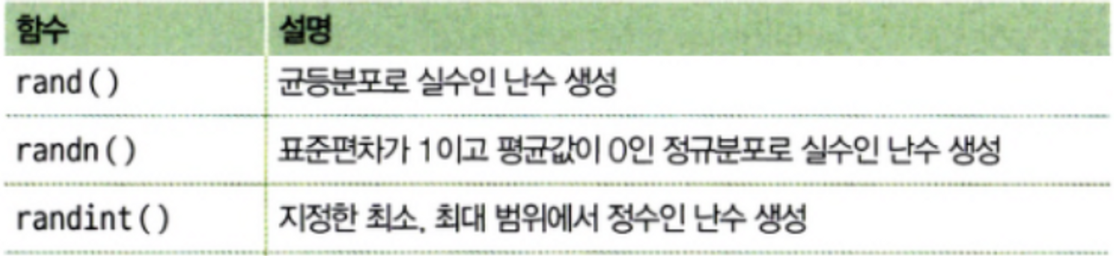 함수 설명
rand() 균등분포로 실수인 난수 생성
randn() 표준편차가 1이고 평균값이 0인 정규분포로 실수인 난수 생성
randint() 지정한 최소, 최대 범위에서 정수인 난수 생성